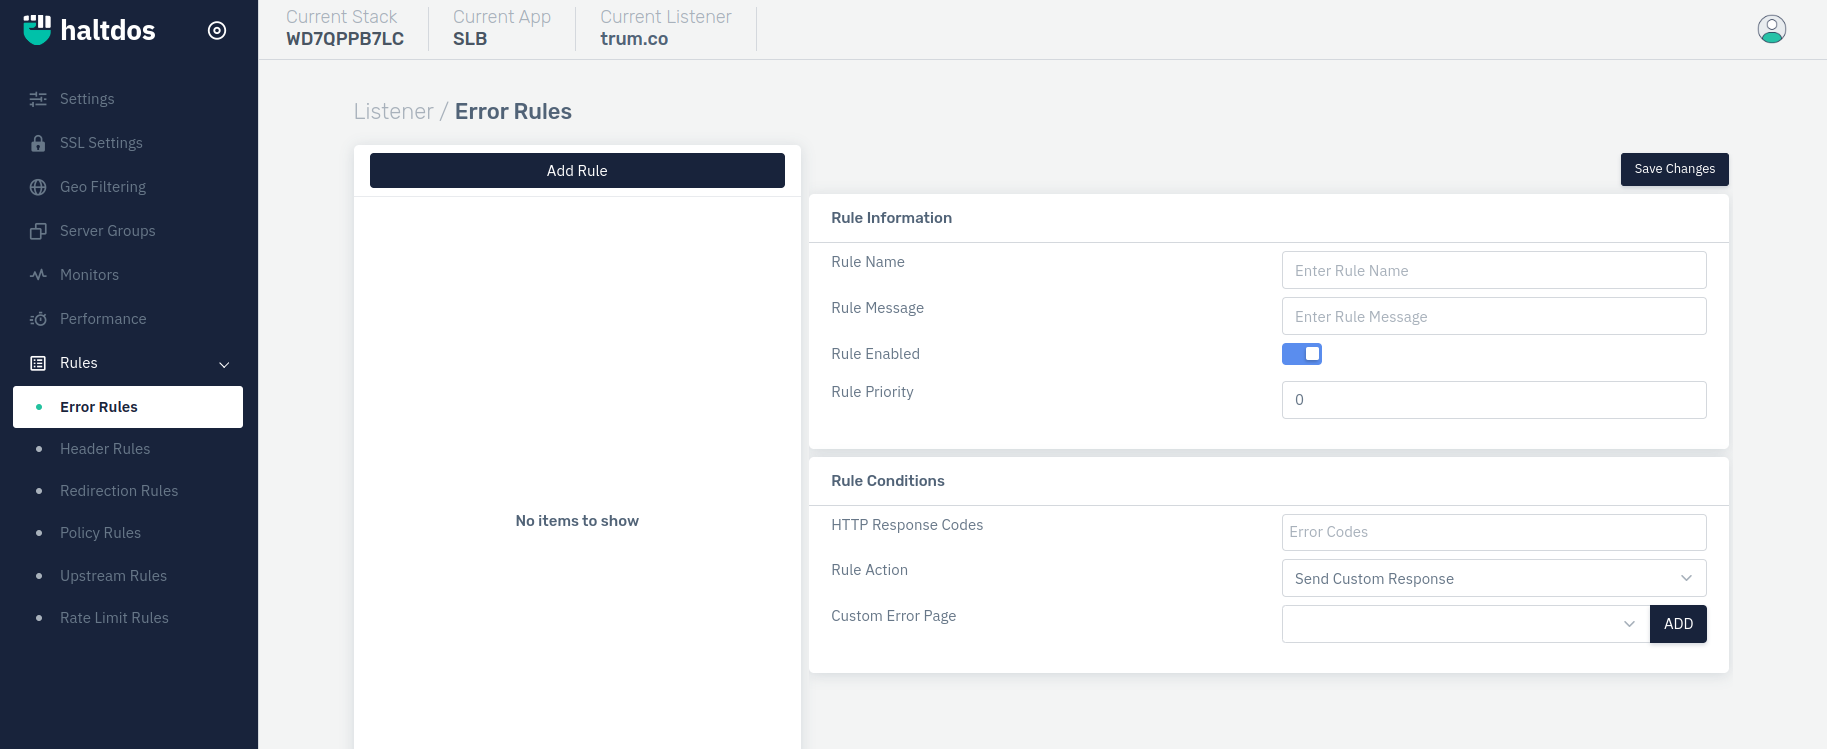 haltdos
Current Stack
WD7QPPB7LC
Current App
SLB
Current Listener
trum.co
Settings
SSL Settings
Geo Filtering
Server Groups
Monitors
Performance
Rules
Error Rules
Header Rules
Redirection Rules
Policy Rules
Upstream Rules
Rate Limit Rules
Listener / Error Rules
Add Rule
No items to show
Save Changes
Rule Information
Rule Name
Enter Rule Name
Rule Message
Enter Rule Message
Rule Enabled
Rule Priority
0
Rule Conditions
HTTP Response Codes
Error Codes
Rule Action
Send Custom Response
Custom Error Page
ADD